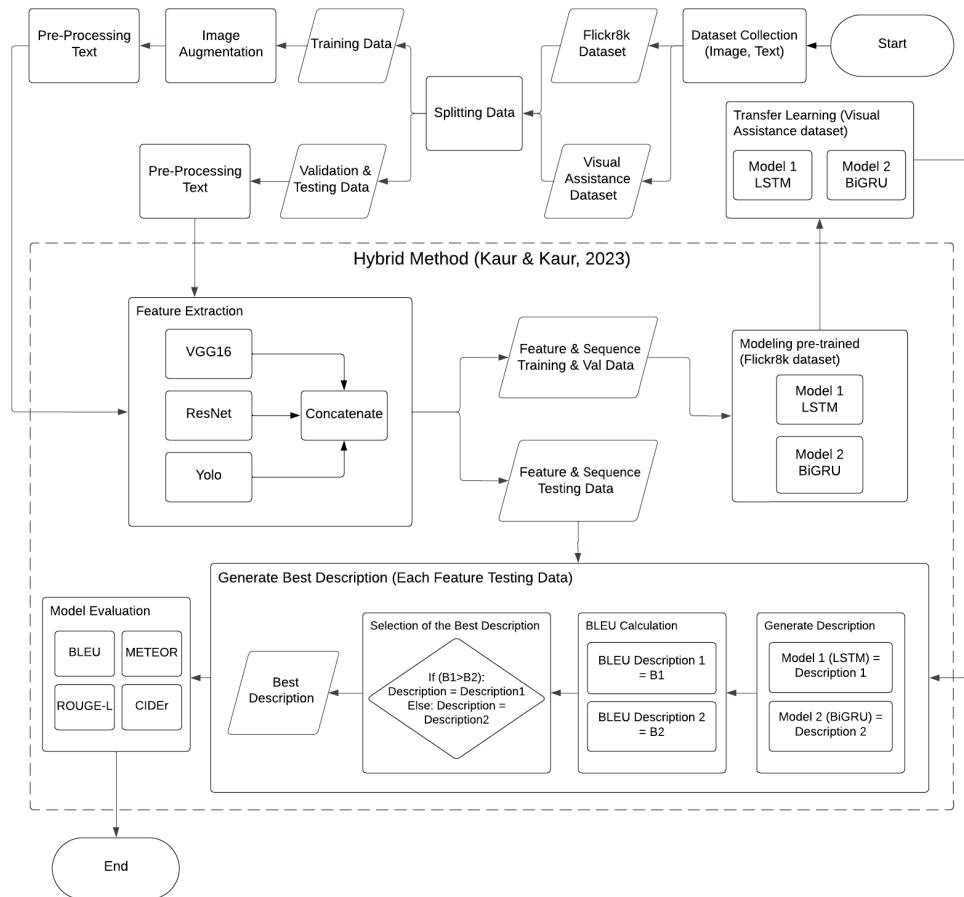 Start
Dataset Collection
(Image, Text)
Flickr8k
Dataset
Visual
Assistance
Dataset
Splitting Data
Training Data
Image
Augmentation
Pre-Processing
Text
Validation &
Testing Data
Pre-Processing
Text
Transfer Learning (Visual
Assistance dataset)
Model 1
LSTM
Model 2
BiGRU
Hybrid Method (Kaur & Kaur, 2023)
Feature Extraction
VGG16
ResNet
Yolo
Concatenate
Feature & Sequence
Training & Val Data
Feature & Sequence
Testing Data
Modeling pre-trained
(Flickr8k dataset)
Model 1
LSTM
Model 2
BiGRU
Generate Best Description (Each Feature Testing Data)
Generate Description
Model 1 (LSTM) =
Description 1
Model 2 (BiGRU) =
Description 2
BLEU Calculation
BLEU Description 1
= B1
BLEU Description 2
= B2
Selection of the Best Description
If (B1>B2):
Description = Description1
Else: Description =
Description2
Best
Description
Model Evaluation
BLEU
METEOR
ROUGE-L
CIDEr
End